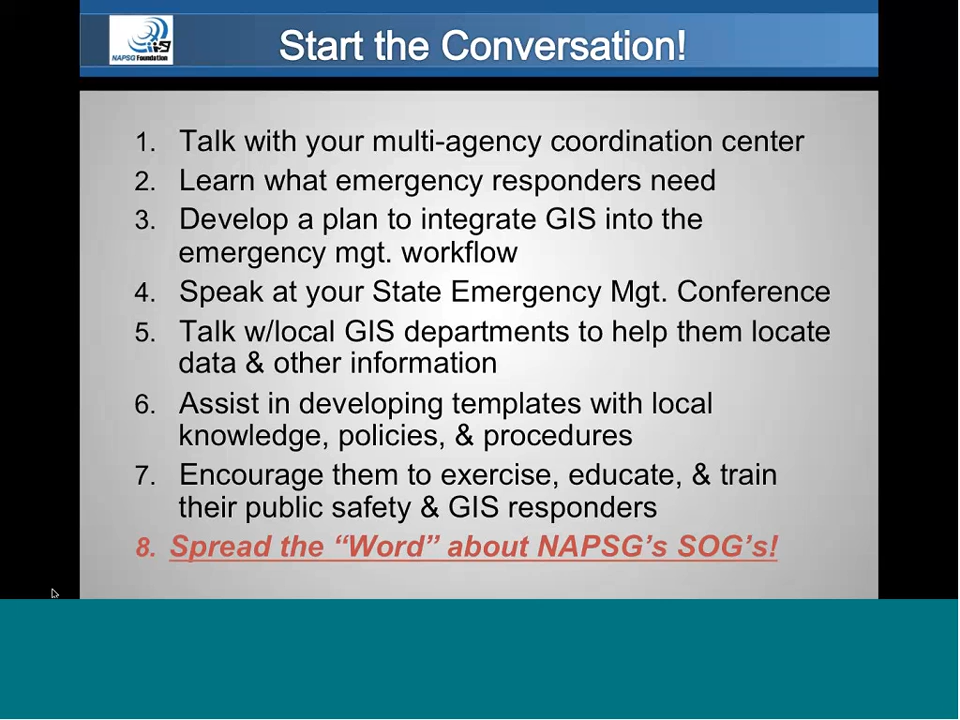 NAPSG Foundation
Start the Conversation!
1. Talk with your multi-agency coordination center
2. Learn what emergency responders need
3. Develop a plan to integrate GIS into the
emergency mgt. workflow
4. Speak at your State Emergency Mgt. Conference
5. Talk w/local GIS departments to help them locate
data & other information
6. Assist in developing templates with local
knowledge, policies, & procedures
7. Encourage them to exercise, educate, & train
their public safety & GIS responders
8. Spread the “Word” about NAPSG’s SOG’s!